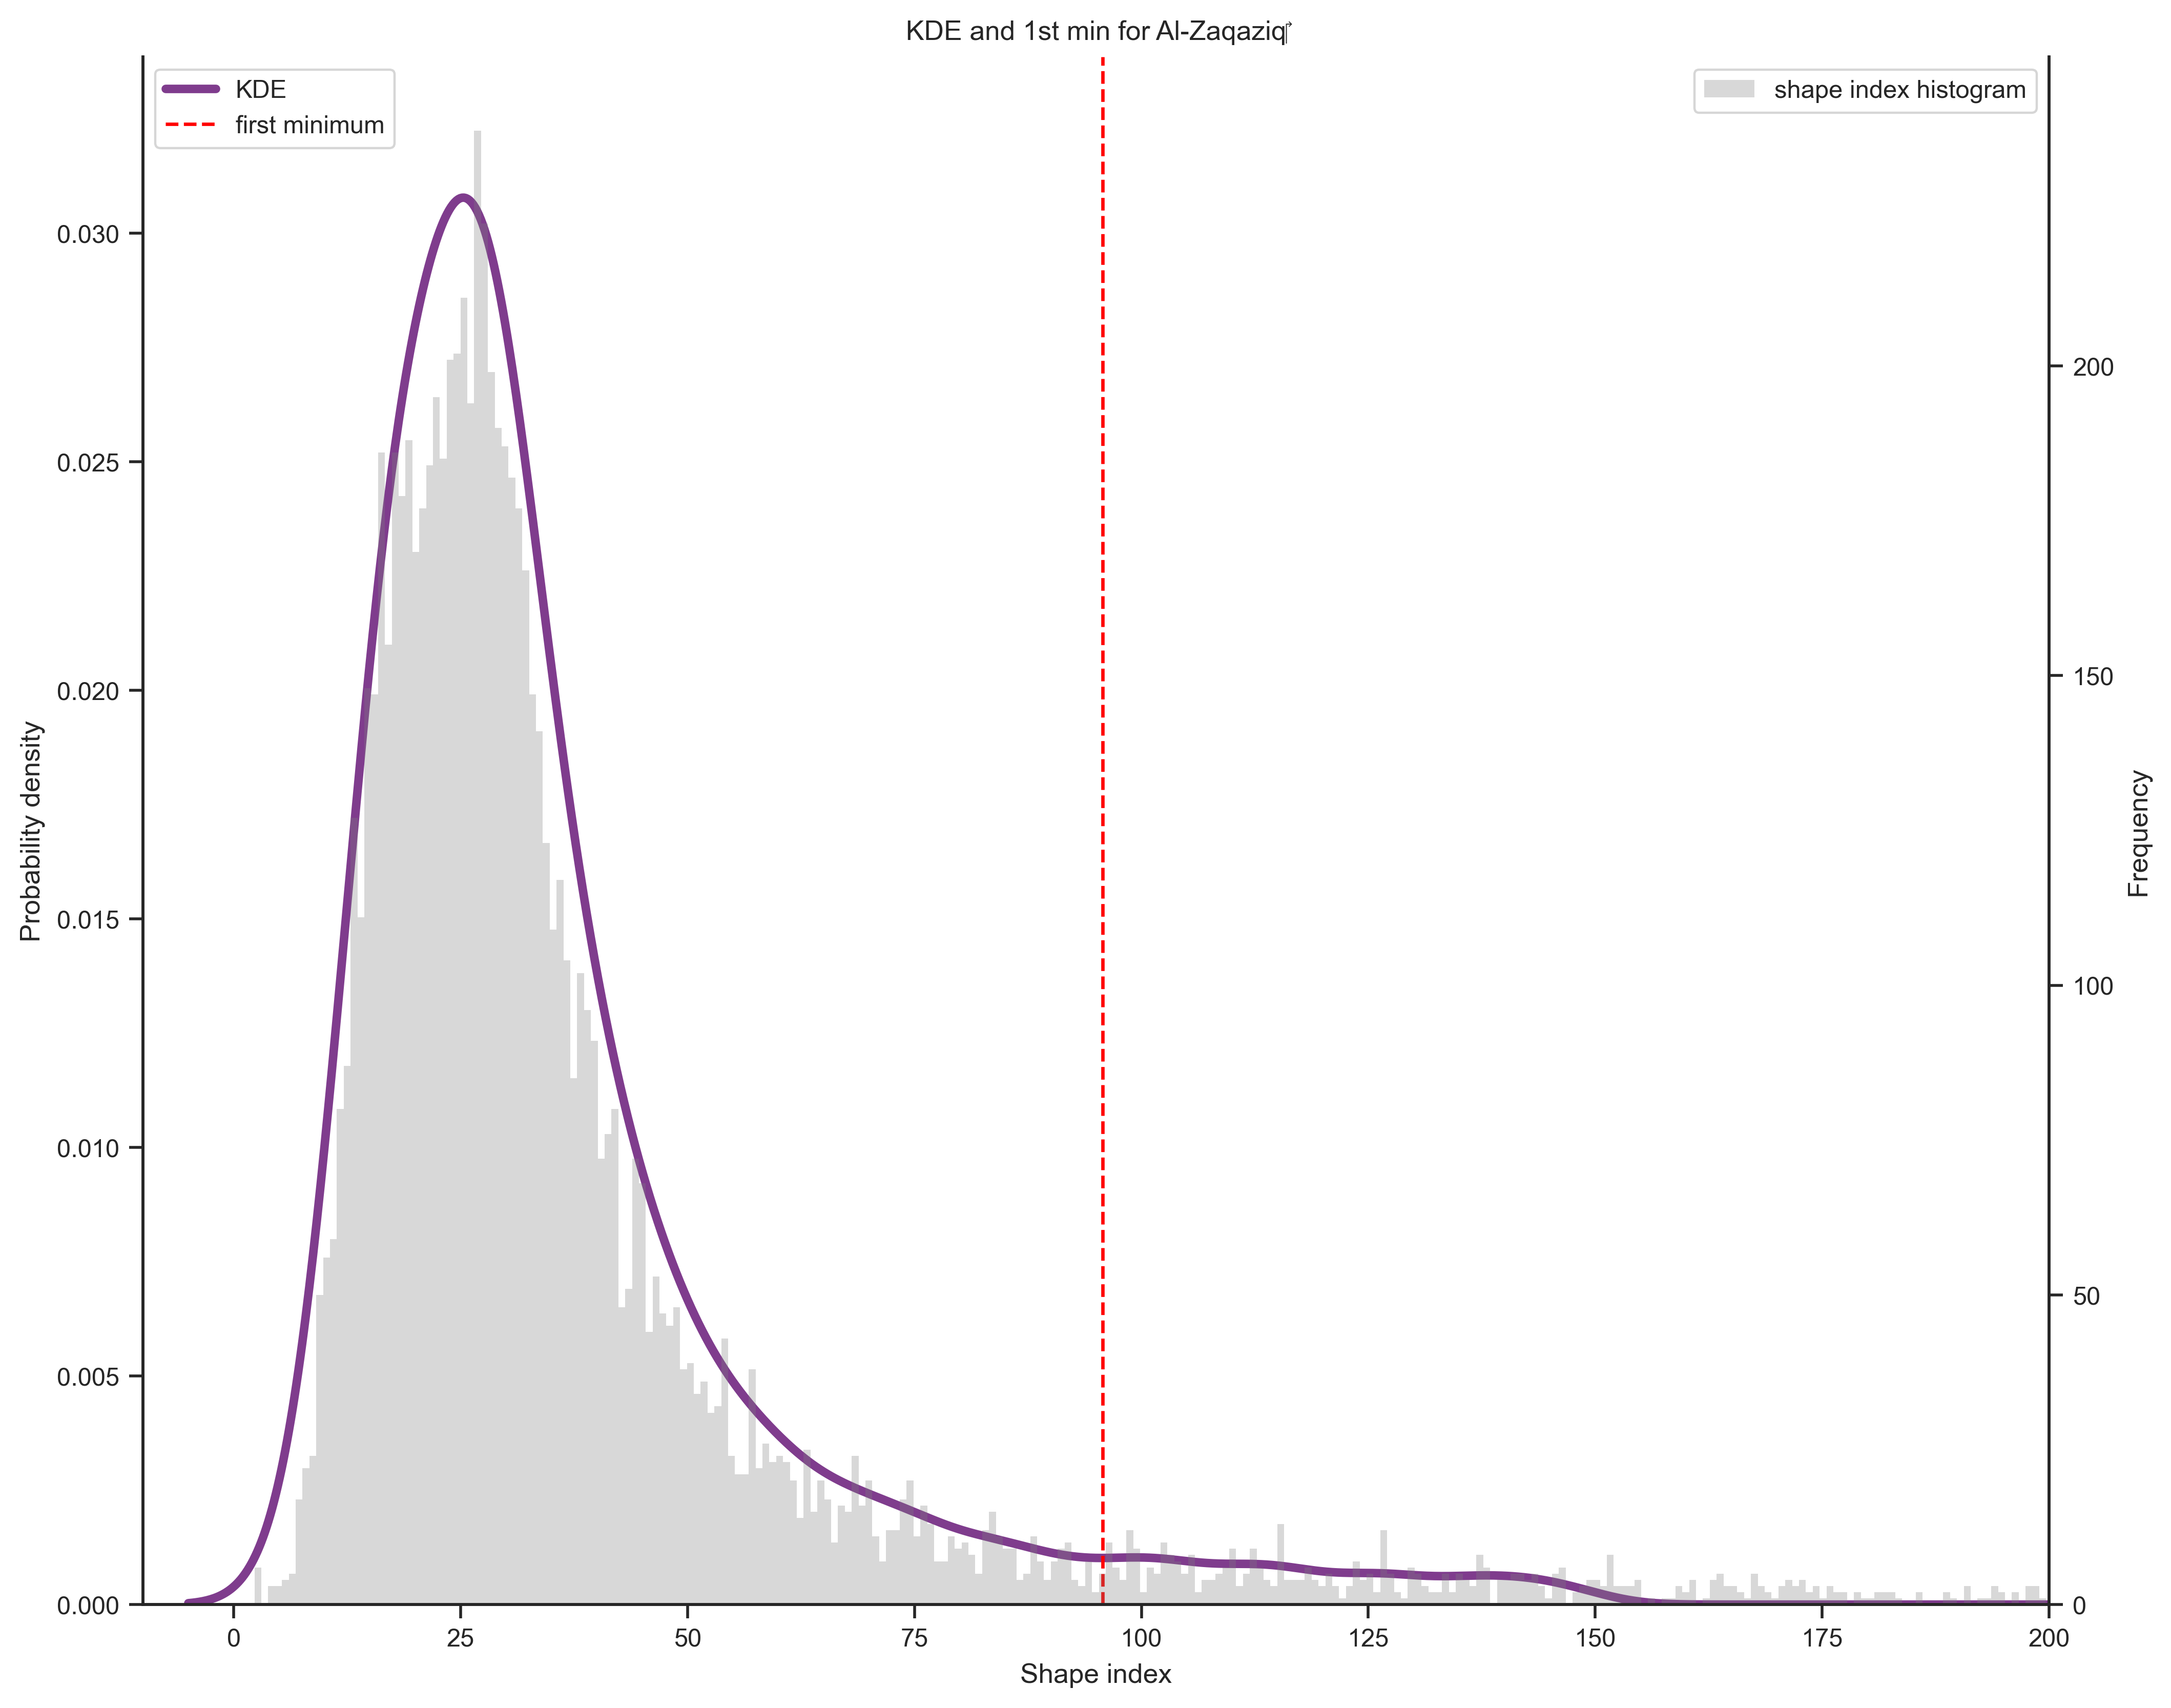 KDE and 1st min for Al-Zaqaziq
KDE
first minimum
shape index histogram
Probability density
0.030
0.025
0.020
0.015
0.010
0.005
0.000
200
150
100
50
0
Frequency
0 25 50 75 100 125 150 175 200
Shape index